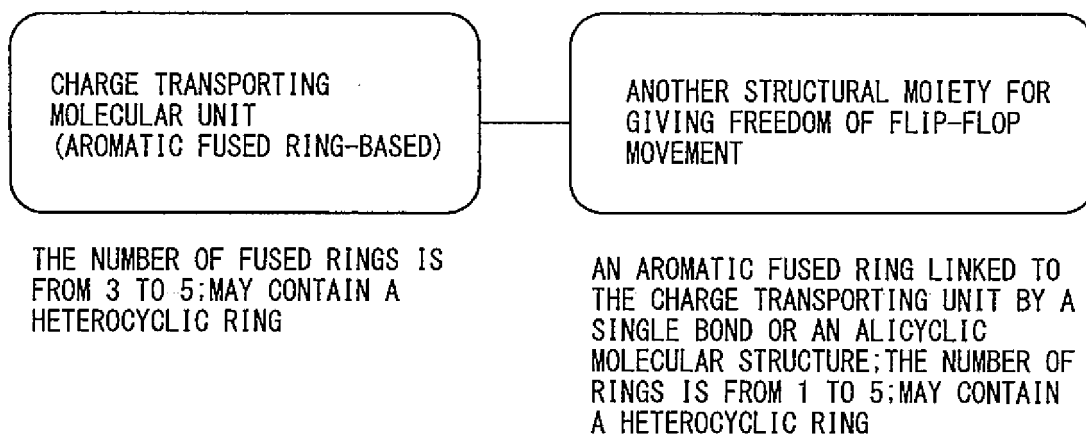 CHARGE TRANSPORTING
MOLECULAR UNIT
(AROMATIC FUSED RING-BASED)
THE NUMBER OF FUSED RINGS IS
FROM 3 TO 5;MAY CONTAIN A
HETEROCYCLIC RING
ANOTHER STRUCTURAL MOIETY FOR
GIVING FREEDOM OF FLIP-FLOP
MOVEMENT
AN AROMATIC FUSED RING LINKED TO
THE CHARGE TRANSPORTING UNIT BY A
SINGLE BOND OR AN ALICYCLIC
MOLECULAR STRUCTURE;THE NUMBER OF
RINGS IS FROM 1 TO 5;MAY CONTAIN
A HETEROCYCLIC RING